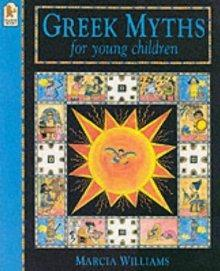 GREEK MYTHS
for young children
MARCIA WILLIAMS